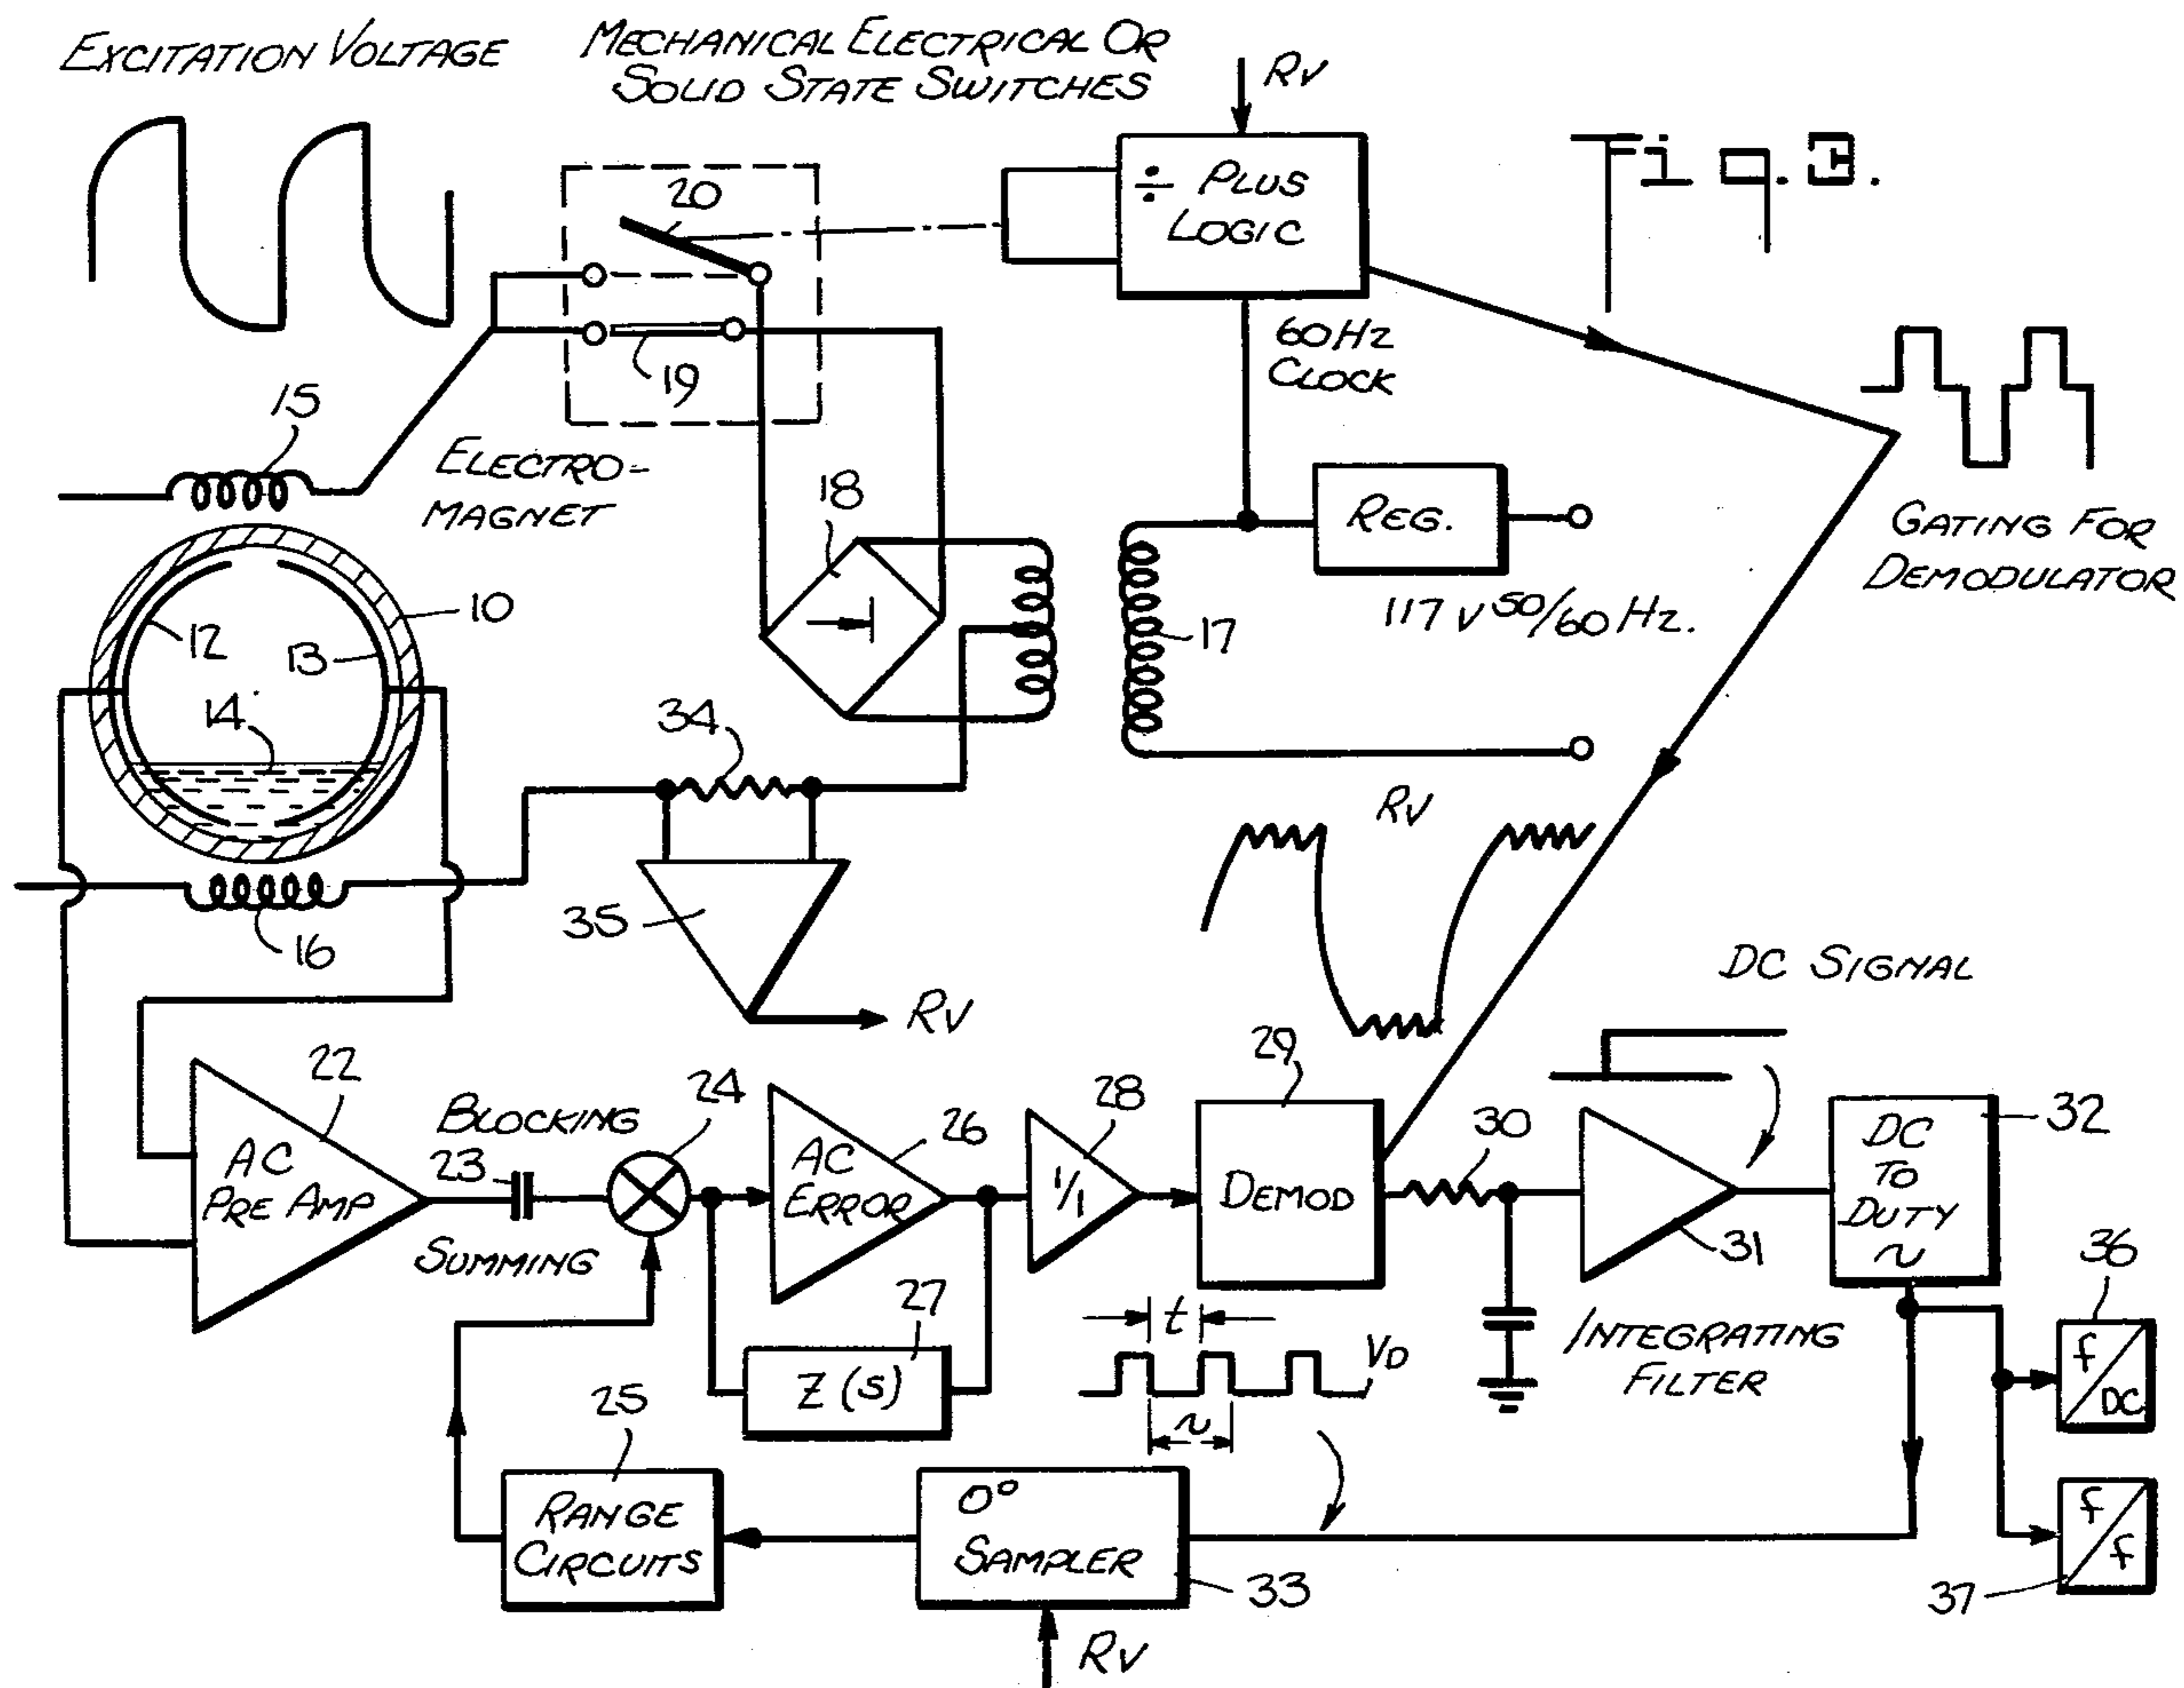 EXCITATION VOLTAGE
MECHANICAL ELECTRICAL OR
SOLID STATE SWITCHES
RV
Fig. 3.
÷ PLUS
LOGIC
20
19
60 HZ
CLOCK
15
ELECTRO-
MAGNET
18
REG.
GATING FOR
DEMODULATOR
117 V 50/60 HZ.
10
12
13
17
14
34
RV
35
16
RV
DC SIGNAL
22
AC
PRE AMP
BLOCKING
23
24
SUMMING
26
AC
ERROR
28
1/1
29
DEMOD
30
31
32
DC
TO
DUTY
~
INTEGRATING
FILTER
27
Z (S)
t
VD
~
36
f/DC
25
RANGE
CIRCUITS
0°
SAMPLER
33
f/f
37
RV